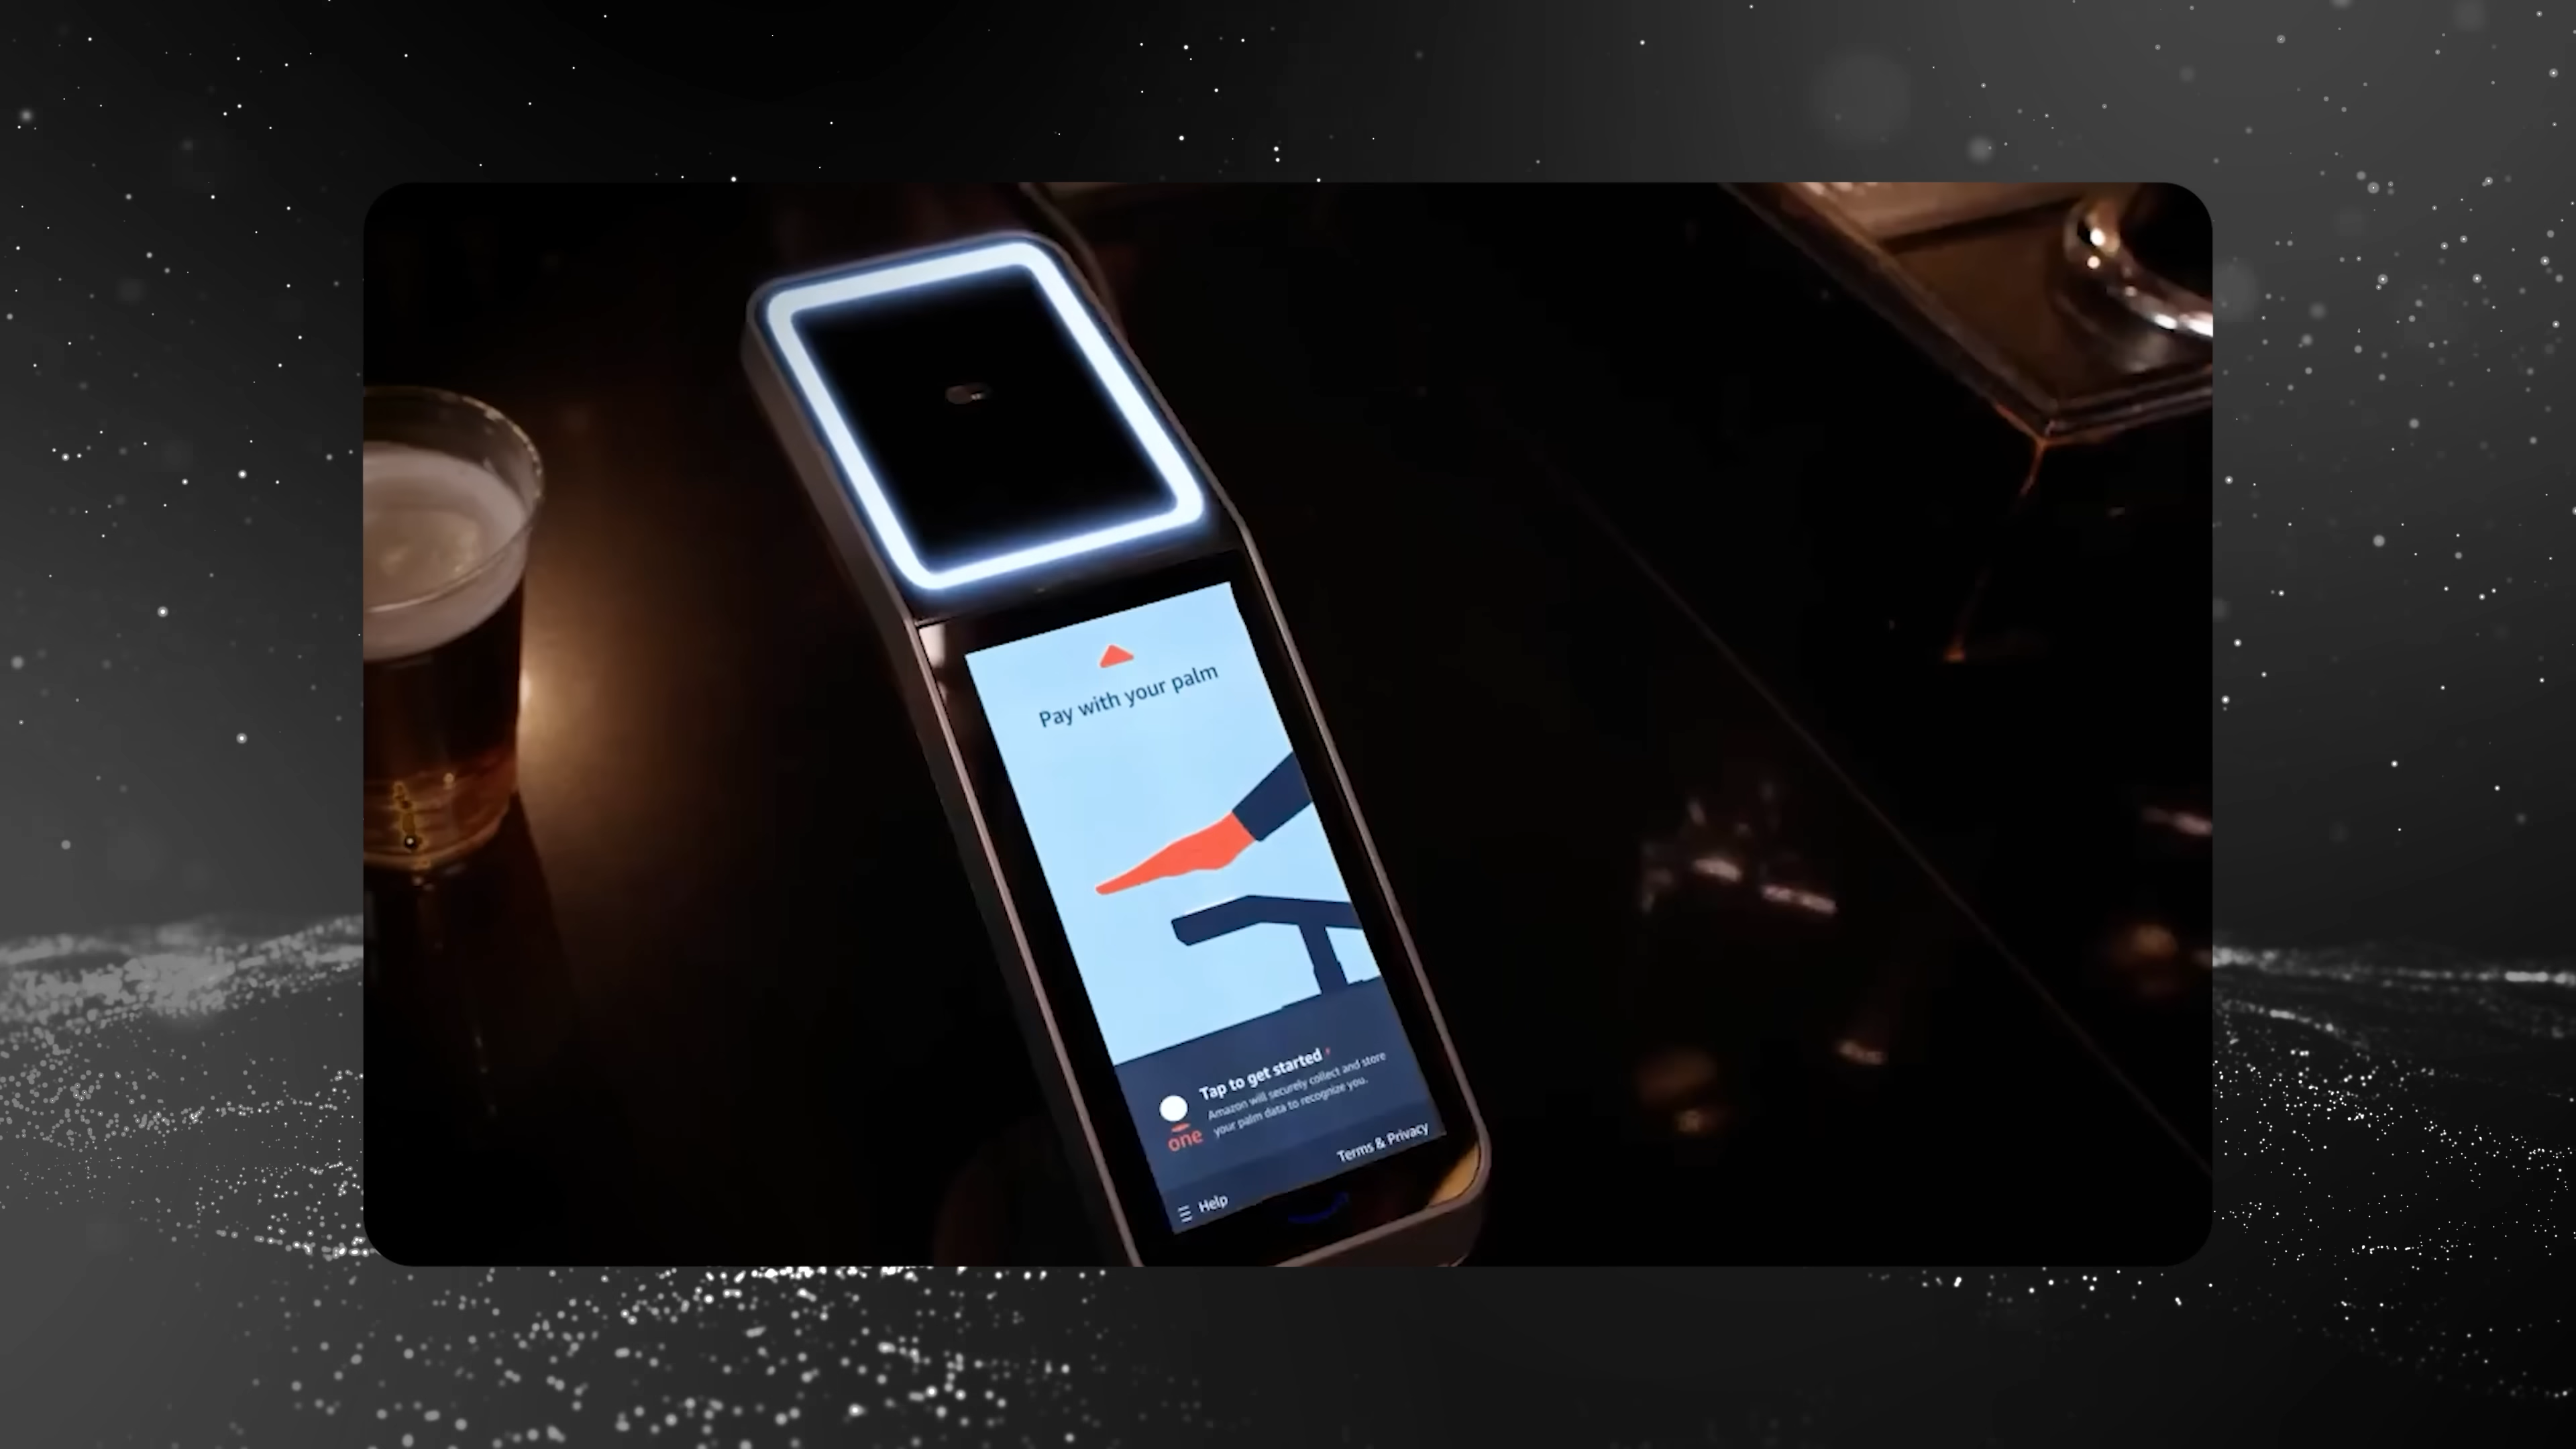 Pay with your palm
Tap to get started
Amazon will securely collect and store
your palm data to recognize you.
one
Terms & Privacy
Help